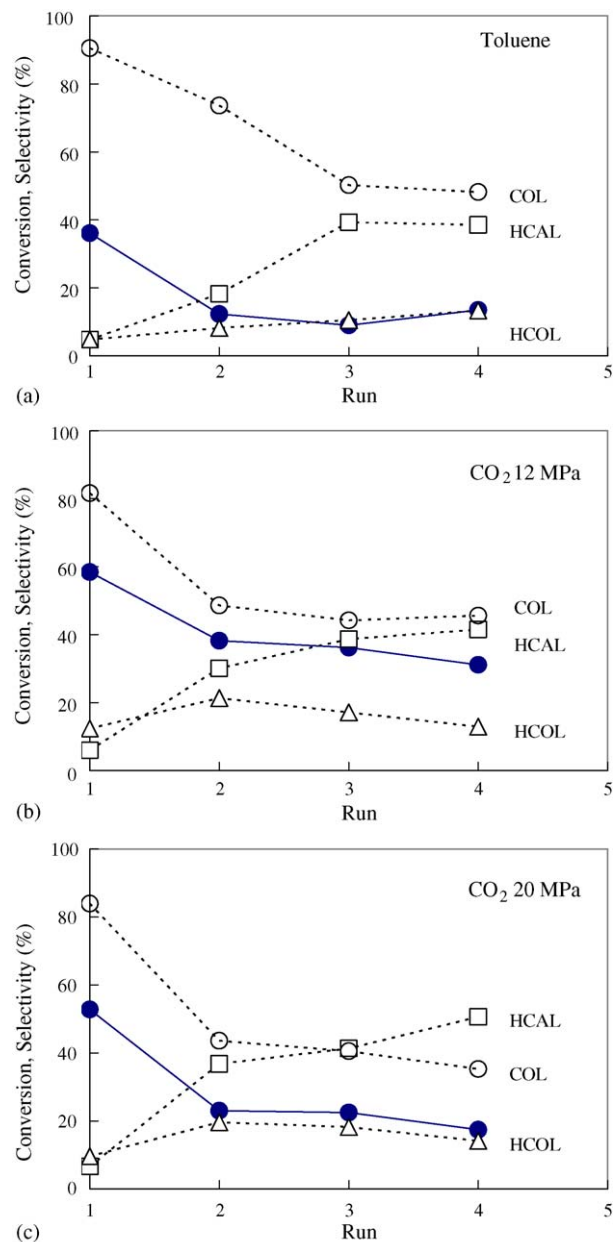 100
80
60
40
20
0
Conversion, Selectivity (%)
Toluene
COL
HCAL
HCOL
1 2 3 4 5
Run
(a)
100
80
60
40
20
0
Conversion, Selectivity (%)
CO2 12 MPa
COL
HCAL
HCOL
1 2 3 4 5
Run
(b)
100
80
60
40
20
0
Conversion, Selectivity (%)
CO2 20 MPa
HCAL
COL
HCOL
1 2 3 4 5
Run
(c)